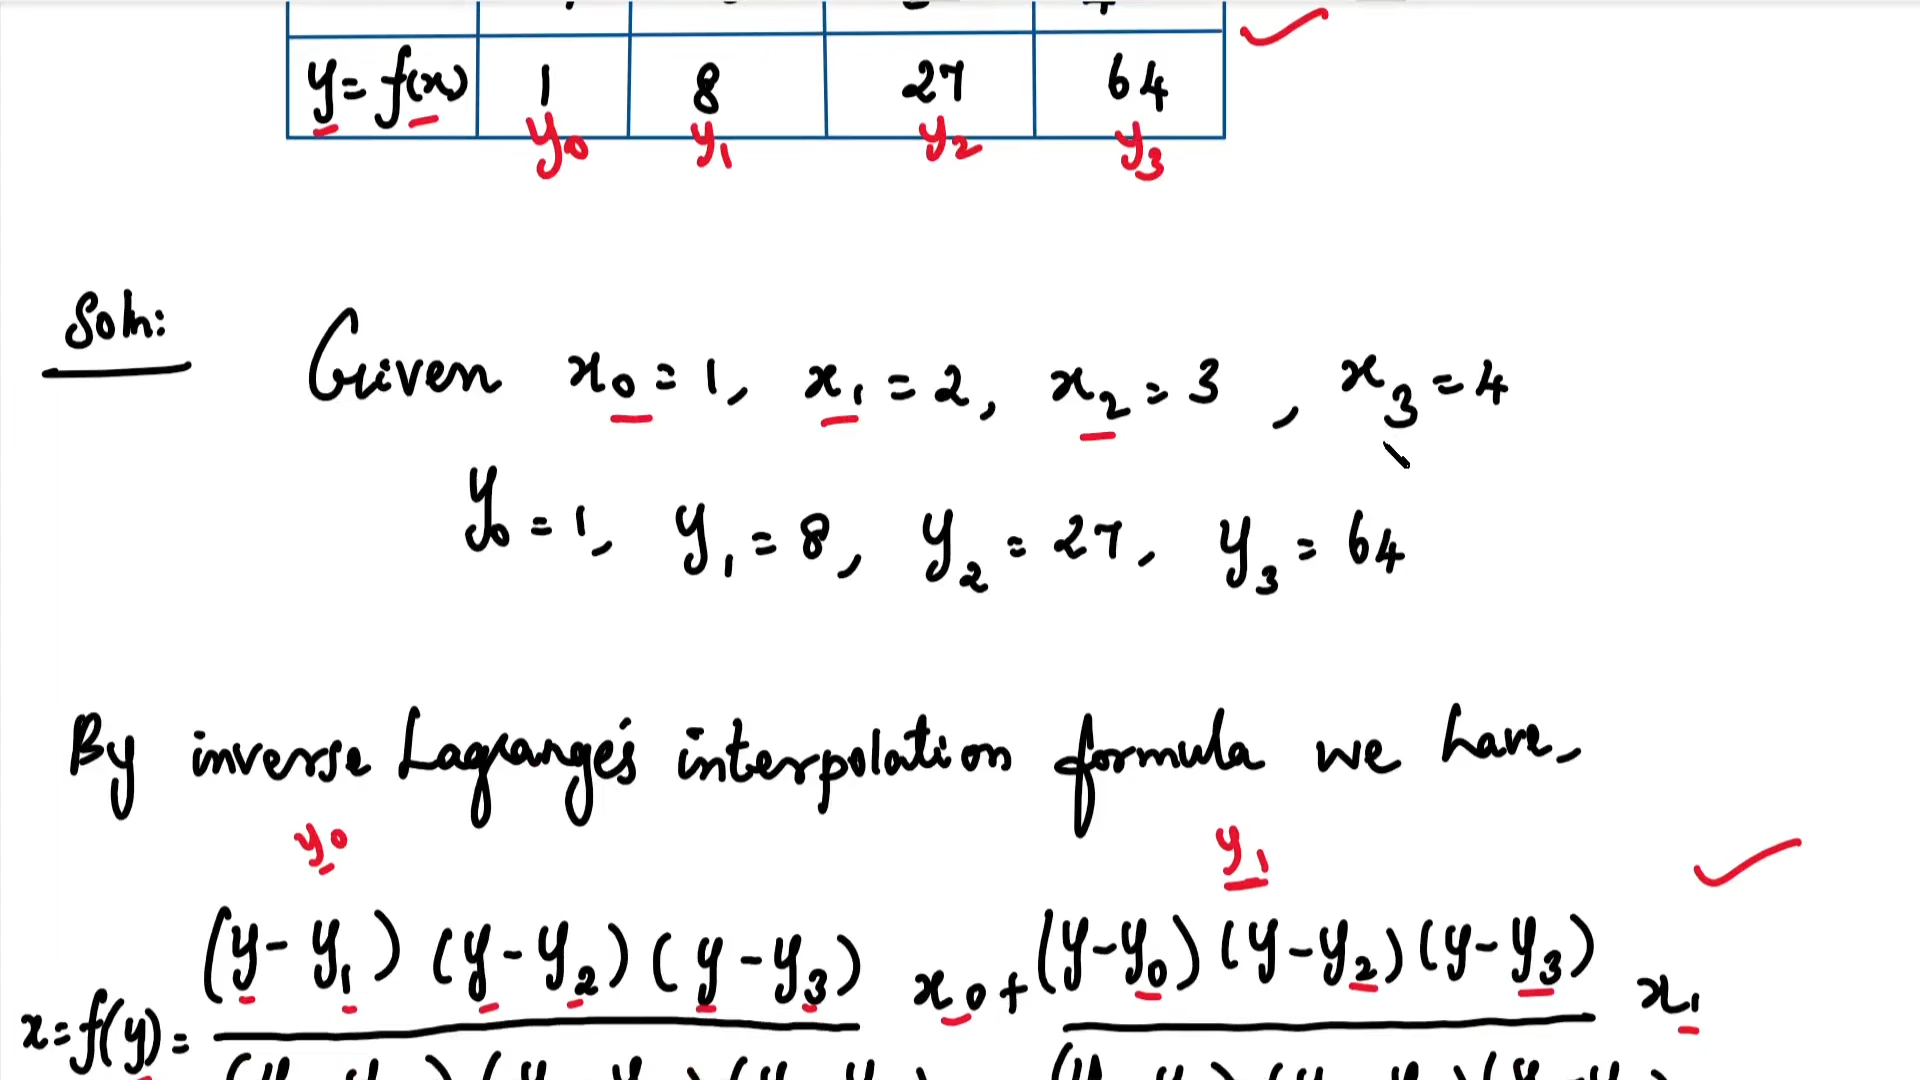 y = f(x) 1 8 27 64
y0 y1 y2 y3
Soln:
Given x0 = 1, x1 = 2, x2 = 3, x3 = 4
y0 = 1, y1 = 8, y2 = 27, y3 = 64
By inverse Lagrange's interpolation formula we have,
y0 y1
(y-y1)(y-y2)(y-y3) x0 + (y-y0)(y-y2)(y-y3) x1
x = f(y) =